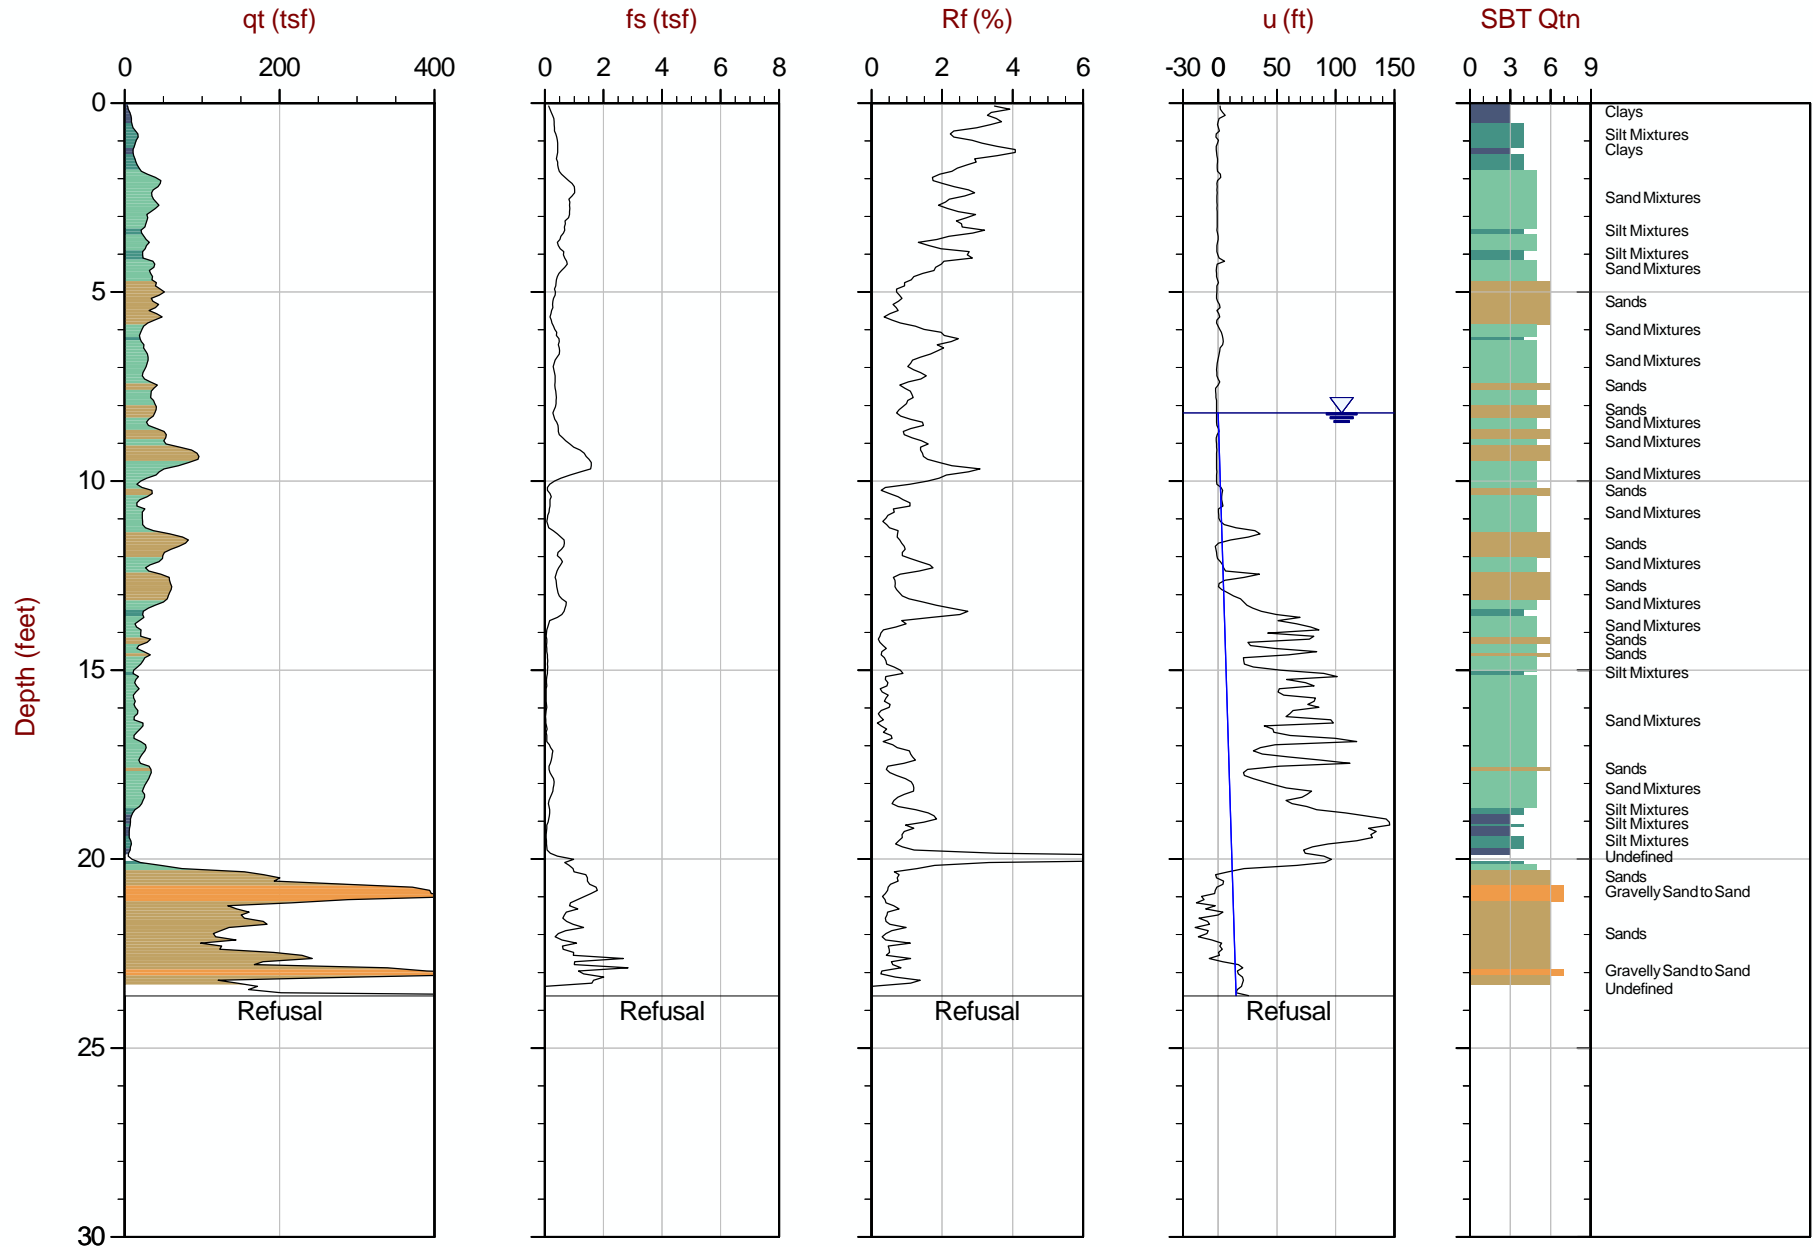 qt (tsf) fs (tsf) Rf (%) u (ft) SBT Qtn
0 200 400 0 2 4 6 8 0 2 4 6 -30 0 50 100 150 0 3 6 9
0
5
10
15
20
25
30
Depth (feet)
Clays
Silt Mixtures
Clays
Sand Mixtures
Silt Mixtures
Silt Mixtures
Sand Mixtures
Sands
Sand Mixtures
Sand Mixtures
Sands
Sands
Sand Mixtures
Sand Mixtures
Sand Mixtures
Sands
Sand Mixtures
Sands
Sand Mixtures
Sands
Sand Mixtures
Sand Mixtures
Sands
Sands
Silt Mixtures
Sand Mixtures
Sands
Sand Mixtures
Silt Mixtures
Silt Mixtures
Silt Mixtures
Undefined
Sands
Gravelly Sand to Sand
Sands
Gravelly Sand to Sand
Undefined
Refusal Refusal Refusal Refusal